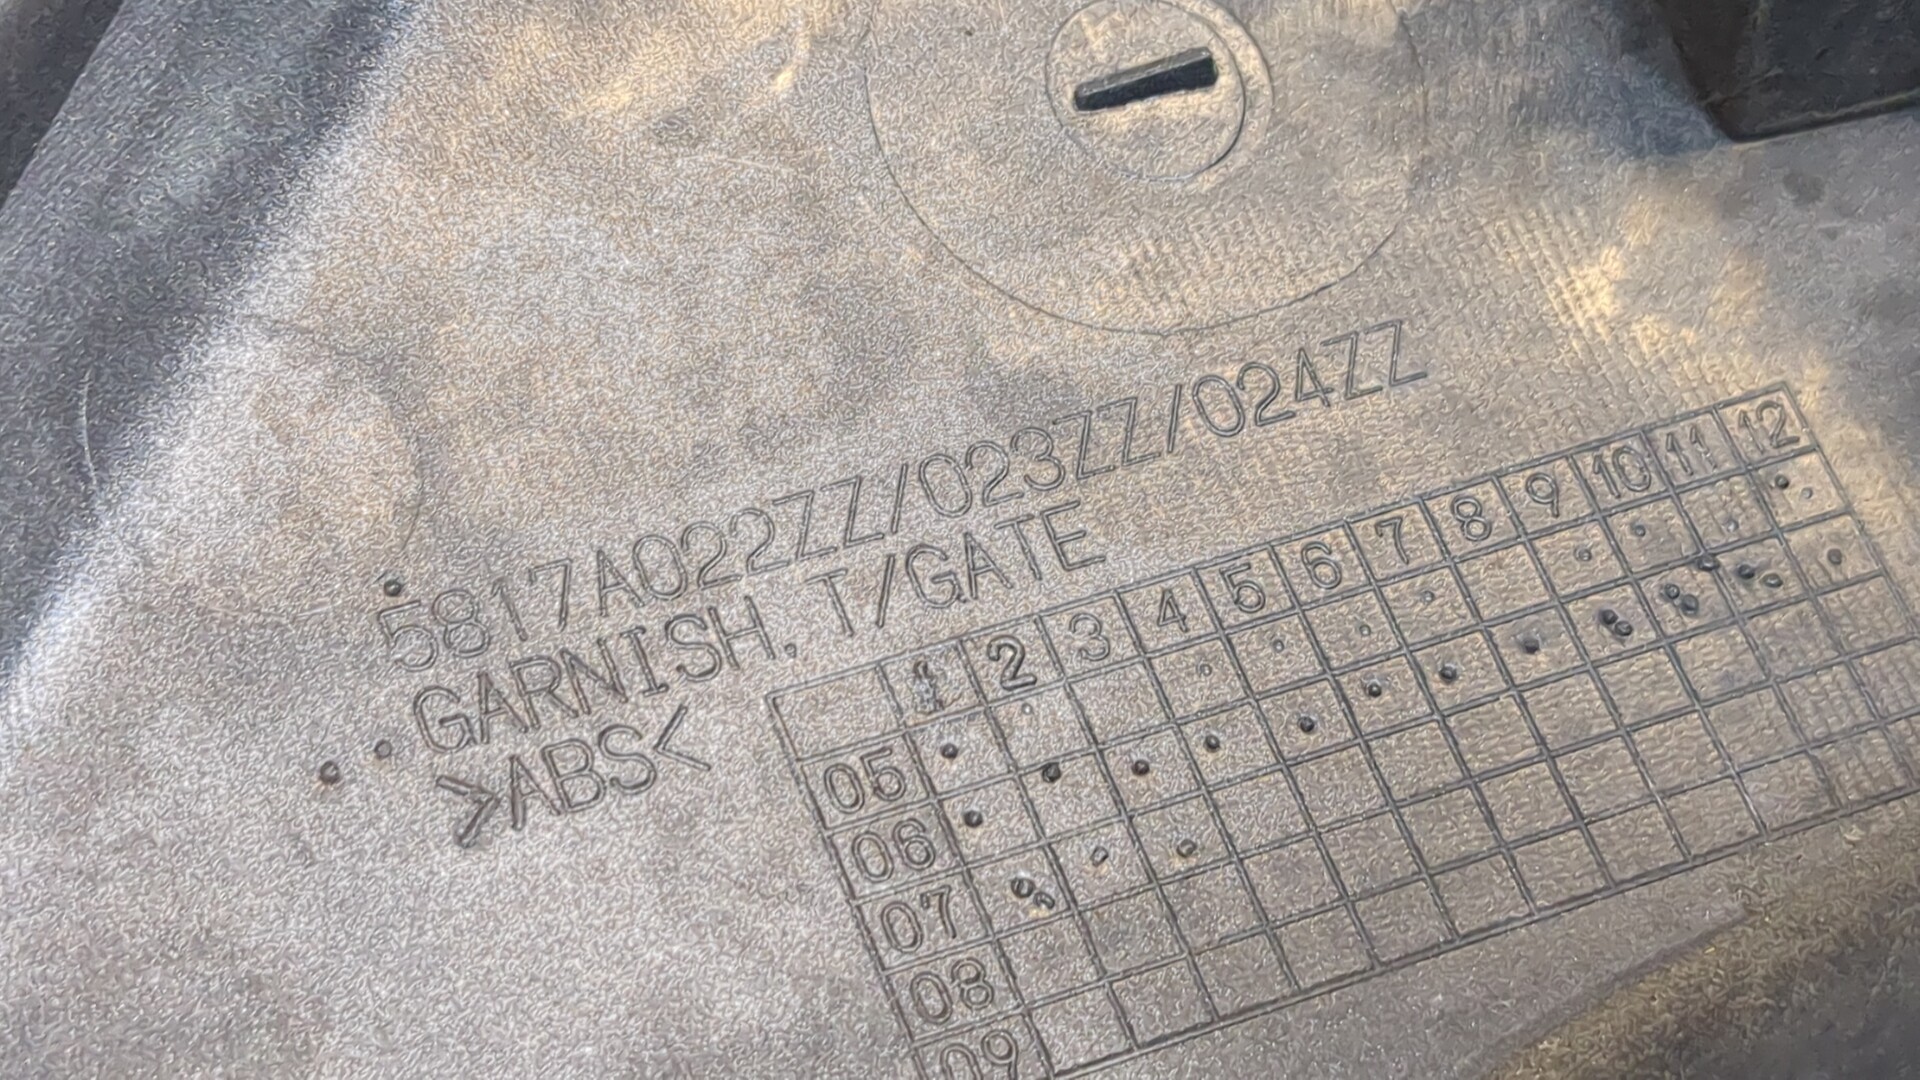 5817A022ZZ/023ZZ/024ZZ
GARNISH, T/GATE
>ABS<
1 2 3 4 5 6 7 8 9 10 11 12
05
06
07
08
09